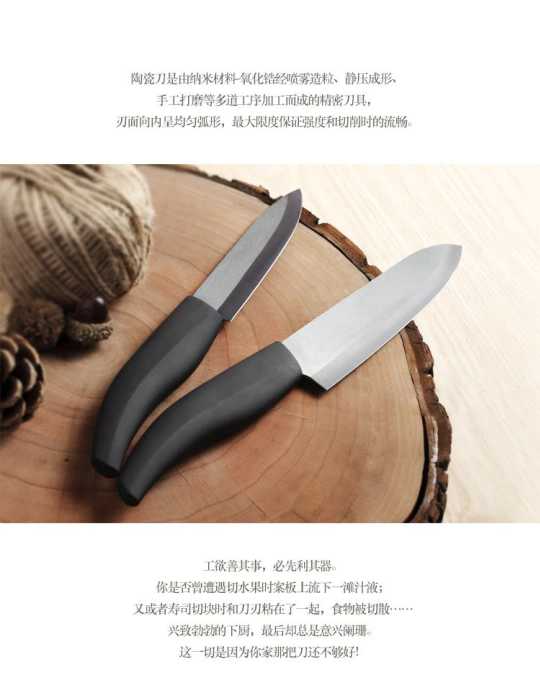 陶瓷刀是由纳米材料-氧化锆经喷雾造粒、静压成形、
手工打磨等多道工序加工而成的精密刀具,
刃面向内呈均匀弧形，最大限度保证强度和切削时的流畅。
工欲善其事，必先利其器。
你是否曾遭遇切水果时案板上流下一滩汁液；
又或者寿司切块时和刀刃粘在了一起，食物被切散……
兴致勃勃的下厨，最后却总是意兴阑珊。
这一切是因为你家那把刀还不够好!